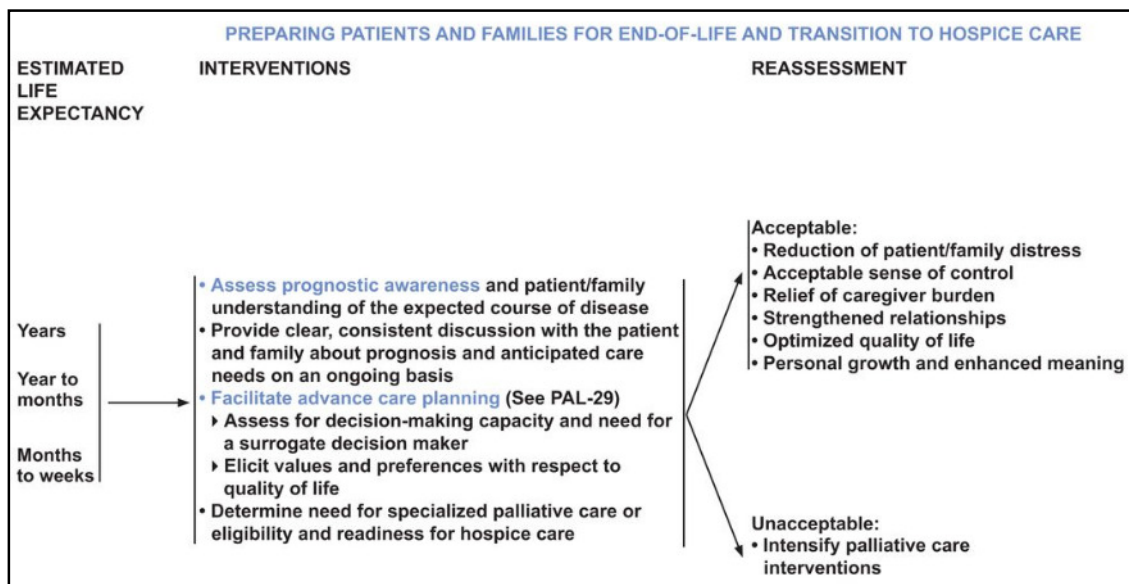 PREPARING PATIENTS AND FAMILIES FOR END-OF-LIFE AND TRANSITION TO HOSPICE CARE
ESTIMATED
LIFE
EXPECTANCY
INTERVENTIONS
REASSESSMENT
Years
Year to
months
Months
to weeks
• Assess prognostic awareness and patient/family
understanding of the expected course of disease
• Provide clear, consistent discussion with the patient
and family about prognosis and anticipated care
needs on an ongoing basis
• Facilitate advance care planning (See PAL-29)
Assess for decision-making capacity and need for
a surrogate decision maker
Elicit values and preferences with respect to
quality of life
• Determine need for specialized palliative care or
eligibility and readiness for hospice care
Acceptable:
• Reduction of patient/family distress
• Acceptable sense of control
• Relief of caregiver burden
• Strengthened relationships
• Optimized quality of life
• Personal growth and enhanced meaning
Unacceptable:
• Intensify palliative care
interventions